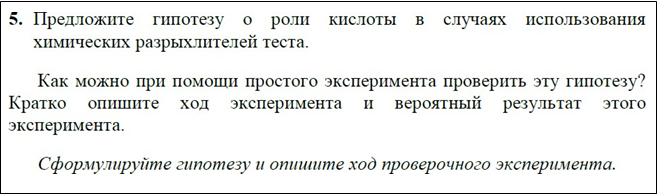 5. Предложите гипотезу о роли кислоты в случаях использования
химических разрыхлителей теста.
Как можно при помощи простого эксперимента проверить эту гипотезу?
Кратко опишите ход эксперимента и вероятный результат этого
эксперимента.
Сформулируйте гипотезу и опишите ход проверочного эксперимента.